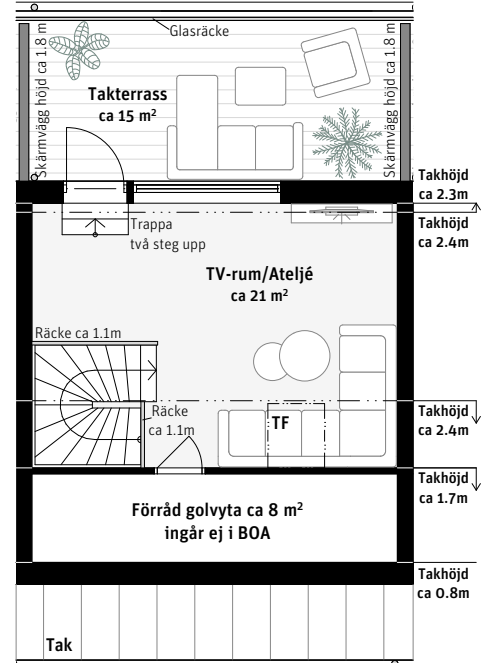 Glasräcke
Skärmvägg höjd ca 1.8 m
Skärmvägg höjd ca 1.8 m
Takterrass
ca 15 m²
Takhöjd
ca 2.3m
Takhöjd
ca 2.4m
Trappa
två steg upp
TV-rum/Ateljé
ca 21 m²
Räcke ca 1.1m
Räcke
ca 1.1m
TF
Takhöjd
ca 2.4m
Takhöjd
ca 1.7m
Förråd golvyta ca 8 m²
ingår ej i BOA
Takhöjd
ca 0.8m
Tak